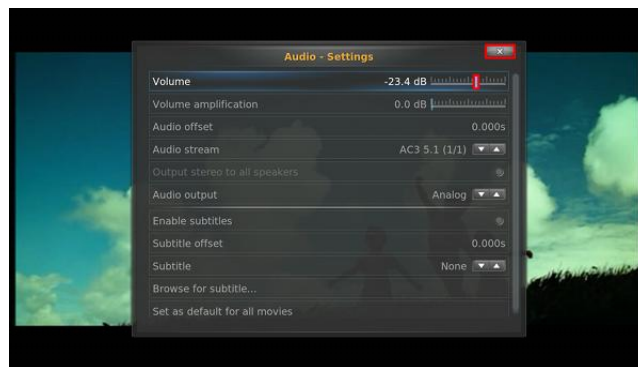 Audio - Settings
Volume -23.4 dB
Volume amplification 0.0 dB
Audio offset 0.000s
Audio stream AC3 5.1 (1/1)
Output stereo to all speakers
Audio output Analog
Enable subtitles
Subtitle offset 0.000s
Subtitle None
Browse for subtitle...
Set as default for all movies